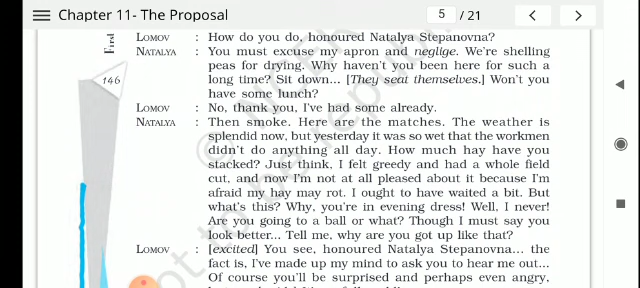 Chapter 11- The Proposal
5 / 21
First
146
LOMOV : How do you do, honoured Natalya Stepanovna?
NATALYA : You must excuse my apron and neglige. We're shelling
peas for drying. Why haven't you been here for such
a long time? Sit down... [They seat themselves.] Won't you
have some lunch?
LOMOV : No, thank you, I've had some already.
NATALYA : Then smoke. Here are the matches. The weather is
splendid now, but yesterday it was so wet that the workmen
didn't do anything all day. How much hay have you
stacked? Just think, I felt greedy and had a whole field
cut, and now I'm not at all pleased about it because I'm
afraid my hay may rot. I ought to have waited a bit. But
what's this? Why, you're in evening dress! Well, I never!
Are you going to a ball or what? Though I must say you
look better... Tell me, why are you got up like that?
LOMOV : [excited] You see, honoured Natalya Stepanovna... the
fact is, I've made up my mind to ask you to hear me out...
Of course you'll be surprised and perhaps even angry,